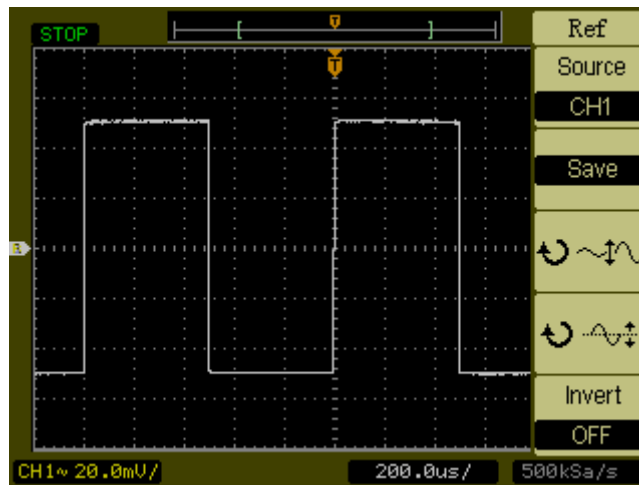 STOP
T
Ref
T
Source
CH1
Save
Invert
OFF
CH1~ 20.0mV/ 200.0us/ 500kSa/s